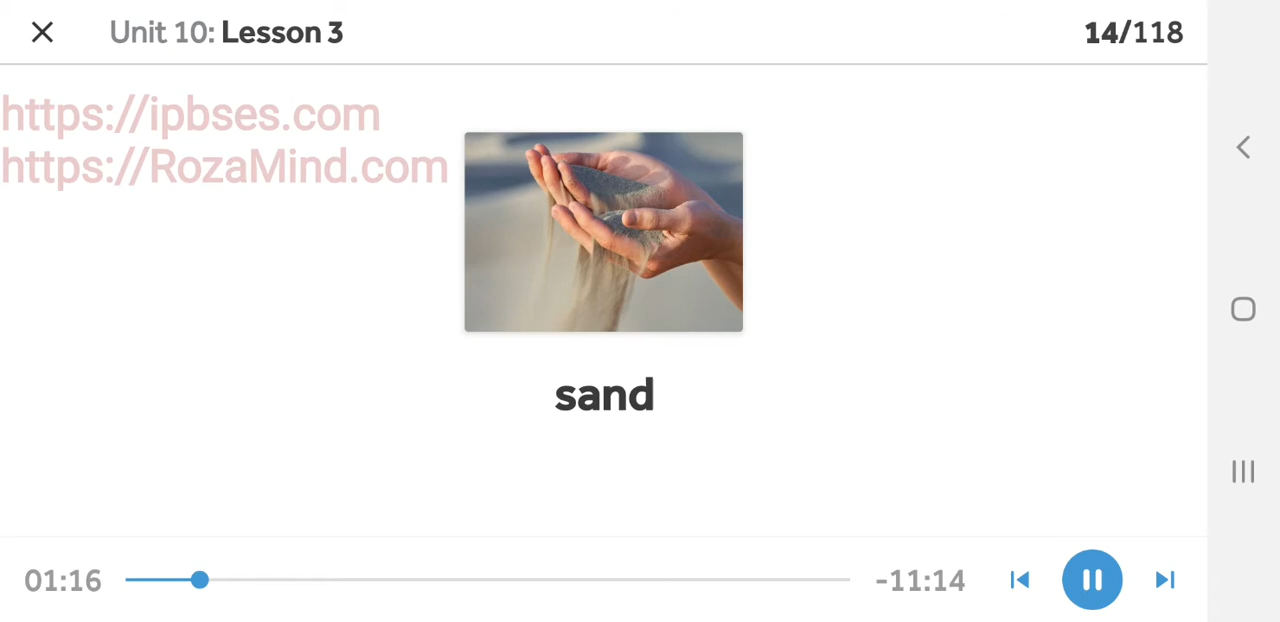 Unit 10: Lesson 3
14/118
https://ipbses.com
https://RozaMind.com
sand
01:16
-11:14